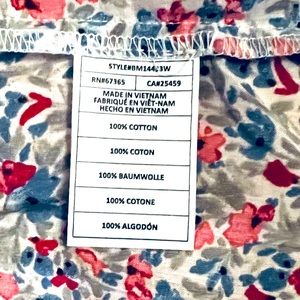 STYLE#BM144_3W
RN#67365 CA#25459
MADE IN VIETNAM
FABRIQUÉ EN VIÊT-NAM
HECHO EN VIETNAM
100% COTTON
100% COTON
100% BAUMWOLLE
100% COTONE
100% ALGODÓN